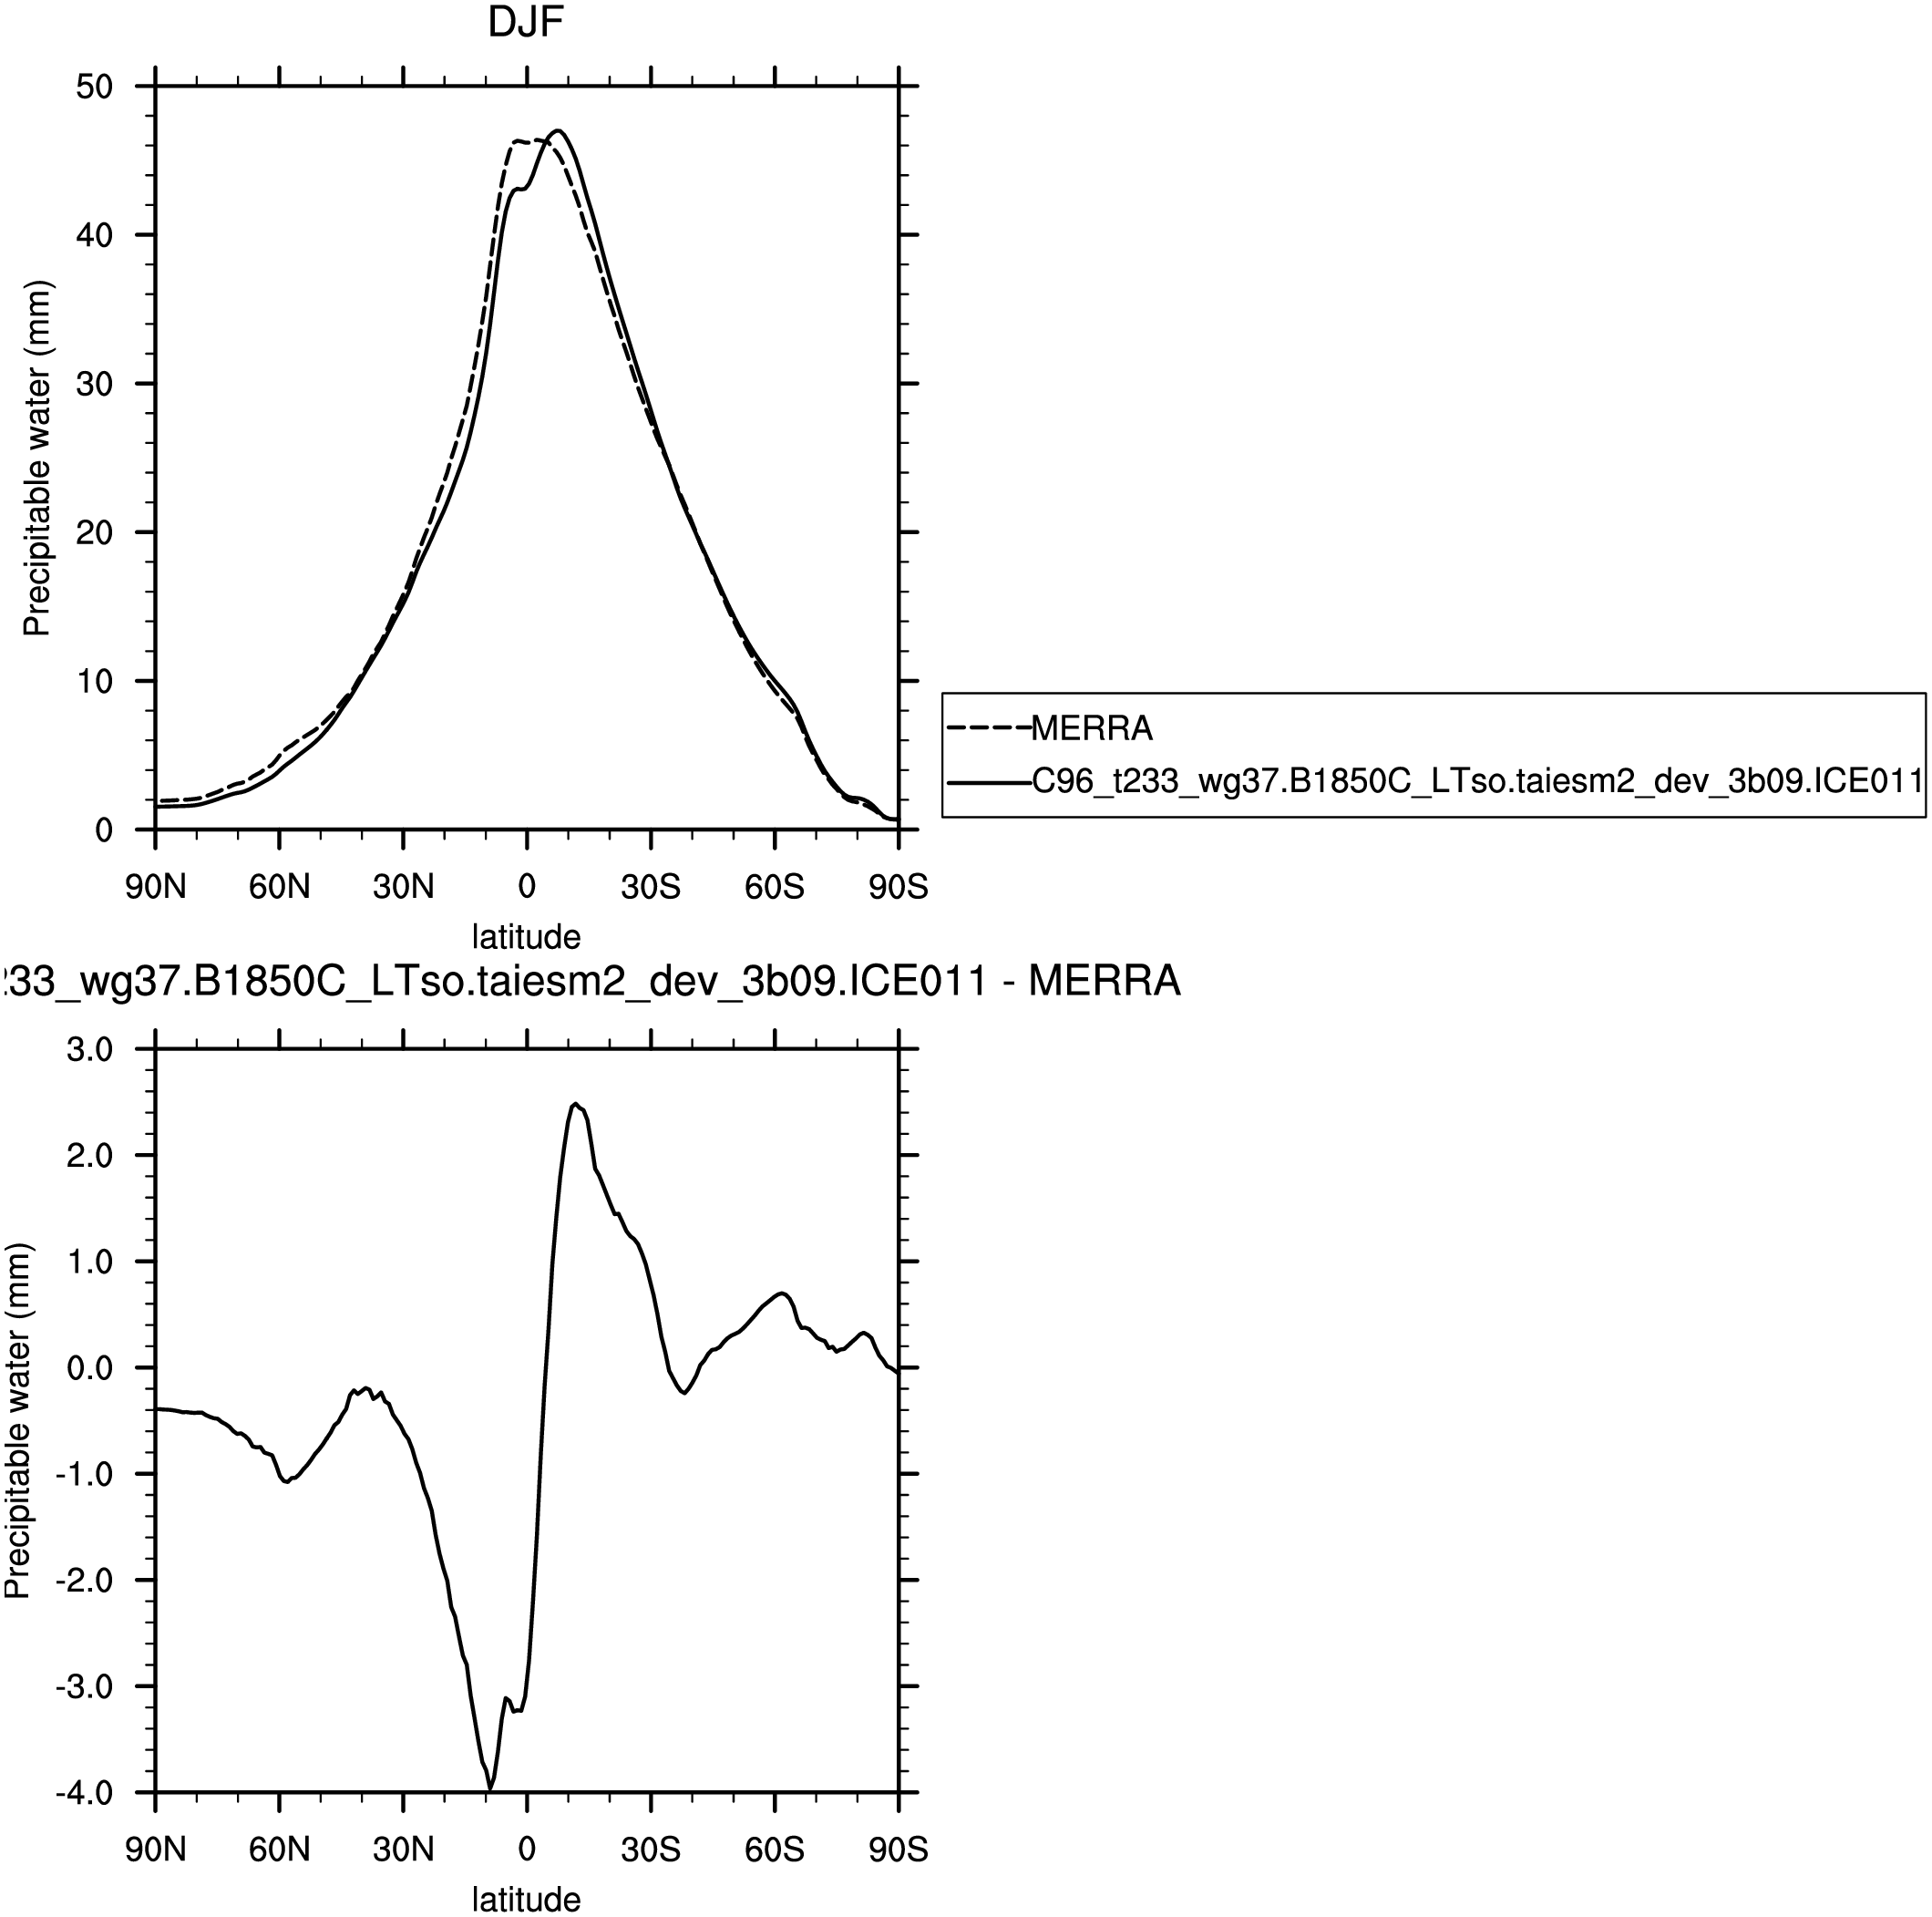 DJF
50
40
30
20
10
0
Precipitable water (mm)
90N 60N 30N 0 30S 60S 90S
latitude
MERRA
C96_t233_wg37.B1850C_LTso.taiesm2_dev_3b09.ICE011
33_wg37.B1850C_LTso.taiesm2_dev_3b09.ICE011 - MERRA
3.0
2.0
1.0
0.0
-1.0
-2.0
-3.0
-4.0
Precipitable water (mm)
90N 60N 30N 0 30S 60S 90S
latitude